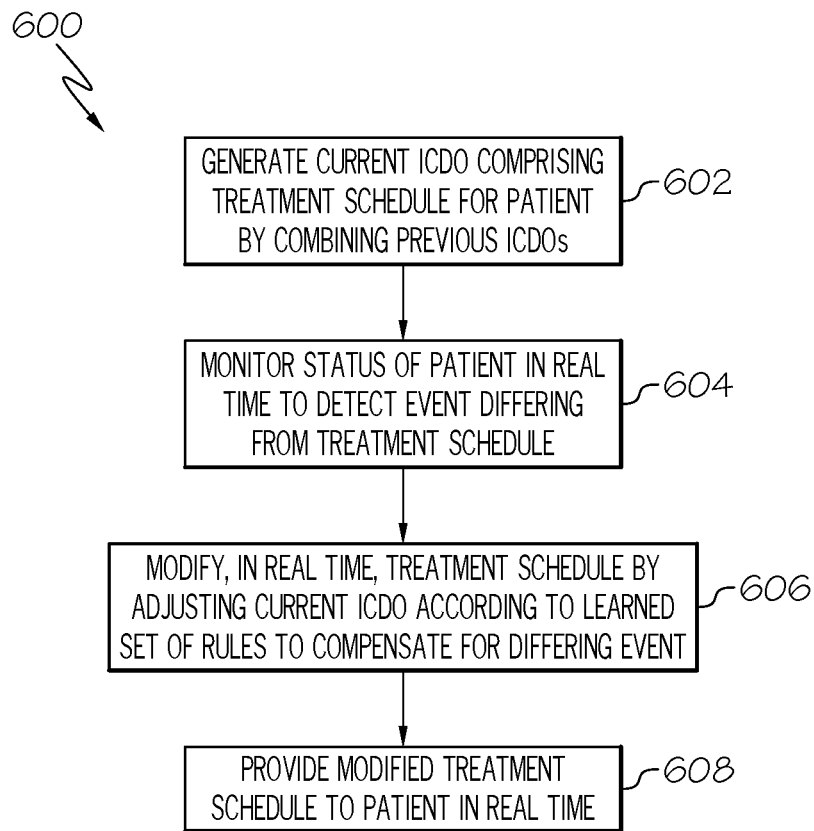 600
GENERATE CURRENT ICDO COMPRISING
TREATMENT SCHEDULE FOR PATIENT
BY COMBINING PREVIOUS ICDOs
602
MONITOR STATUS OF PATIENT IN REAL
TIME TO DETECT EVENT DIFFERING
FROM TREATMENT SCHEDULE
604
MODIFY, IN REAL TIME, TREATMENT SCHEDULE BY
ADJUSTING CURRENT ICDO ACCORDING TO LEARNED
SET OF RULES TO COMPENSATE FOR DIFFERING EVENT
606
PROVIDE MODIFIED TREATMENT
SCHEDULE TO PATIENT IN REAL TIME
608